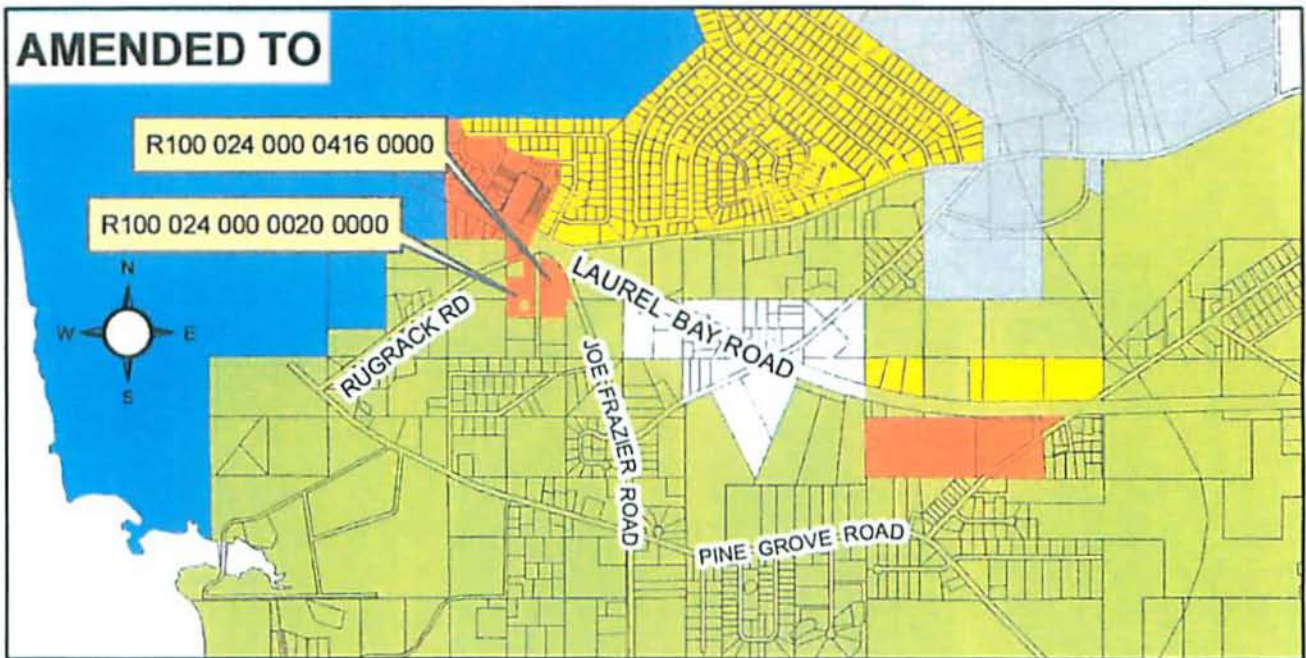 AMENDED TO
R100 024 000 0416 0000
R100 024 000 0020 0000
N
W
E
S
RUGRACK RD
LAUREL BAY ROAD
JOE FRAZIER ROAD
PINE GROVE ROAD